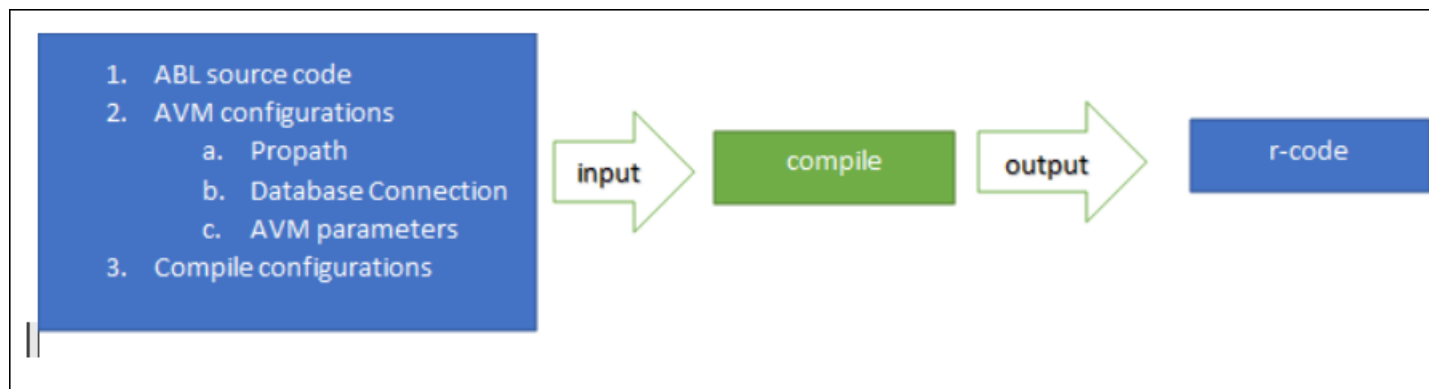 1. ABL source code
2. AVM configurations
a. Propath
b. Database Connection
c. AVM parameters
3. Compile configurations
input
compile
output
r-code